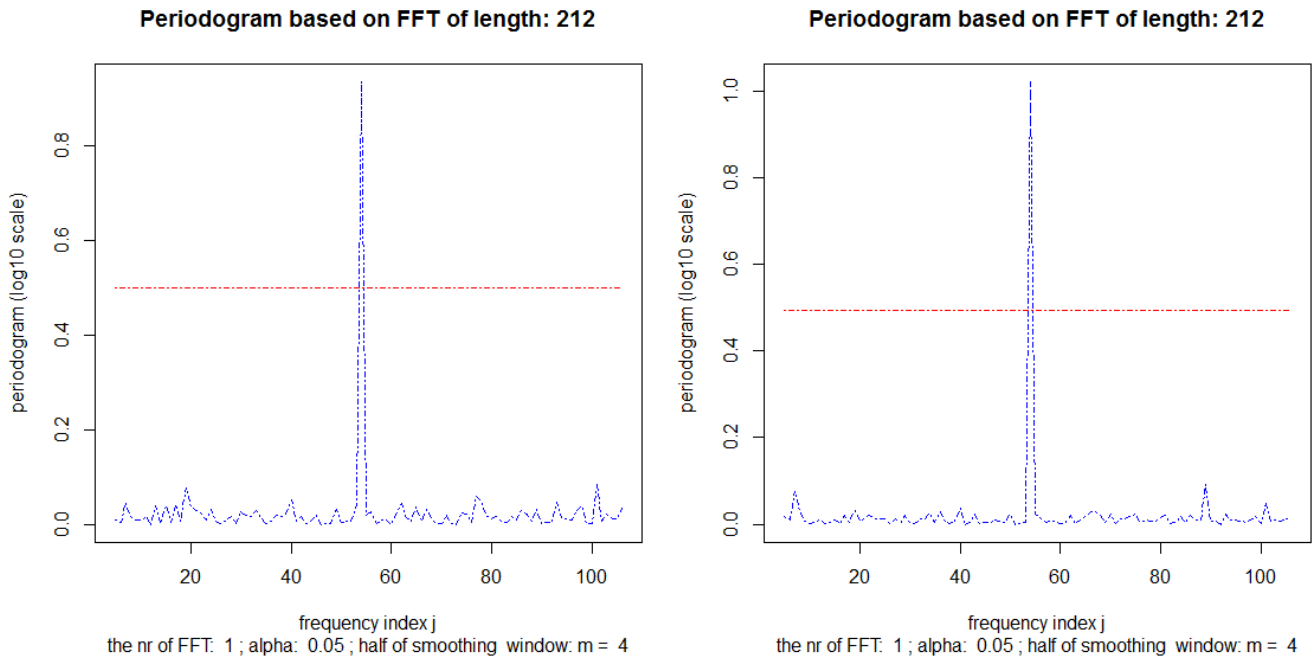 Periodogram based on FFT of length: 212
periodogram (log10 scale)
0.8
0.6
0.4
0.2
0.0
20 40 60 80 100
frequency index j
the nr of FFT: 1 ; alpha: 0.05 ; half of smoothing window: m = 4
Periodogram based on FFT of length: 212
periodogram (log10 scale)
1.0
0.8
0.6
0.4
0.2
0.0
20 40 60 80 100
frequency index j
the nr of FFT: 1 ; alpha: 0.05 ; half of smoothing window: m = 4